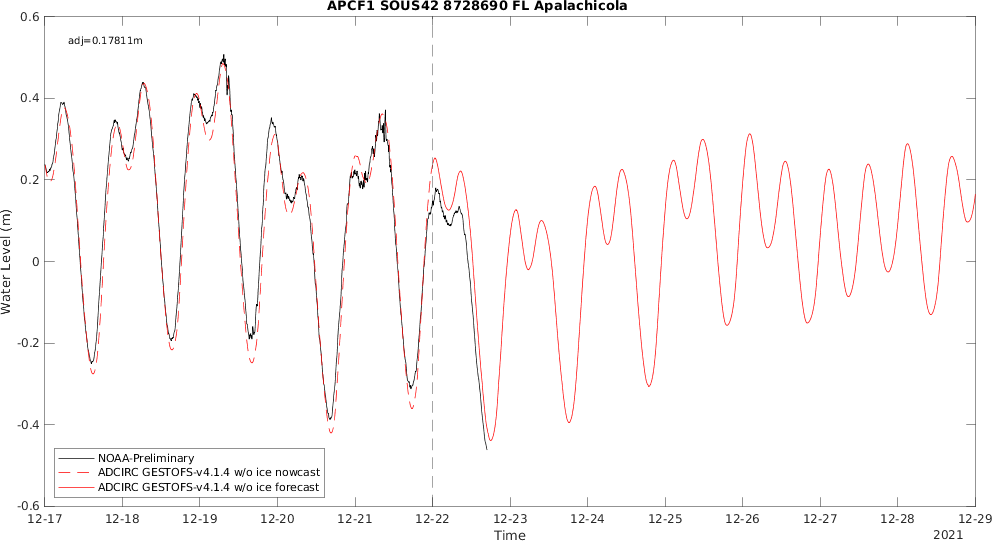 APCF1 SOUS42 8728690 FL Apalachicola
adj=0.17811m
0.6
0.4
0.2
0
-0.2
-0.4
-0.6
Water Level (m)
NOAA-Preliminary
ADCIRC GESTOFS-v4.1.4 w/o ice nowcast
ADCIRC GESTOFS-v4.1.4 w/o ice forecast
12-17 12-18 12-19 12-20 12-21 12-22 12-23 12-24 12-25 12-26 12-27 12-28 12-29
Time
2021